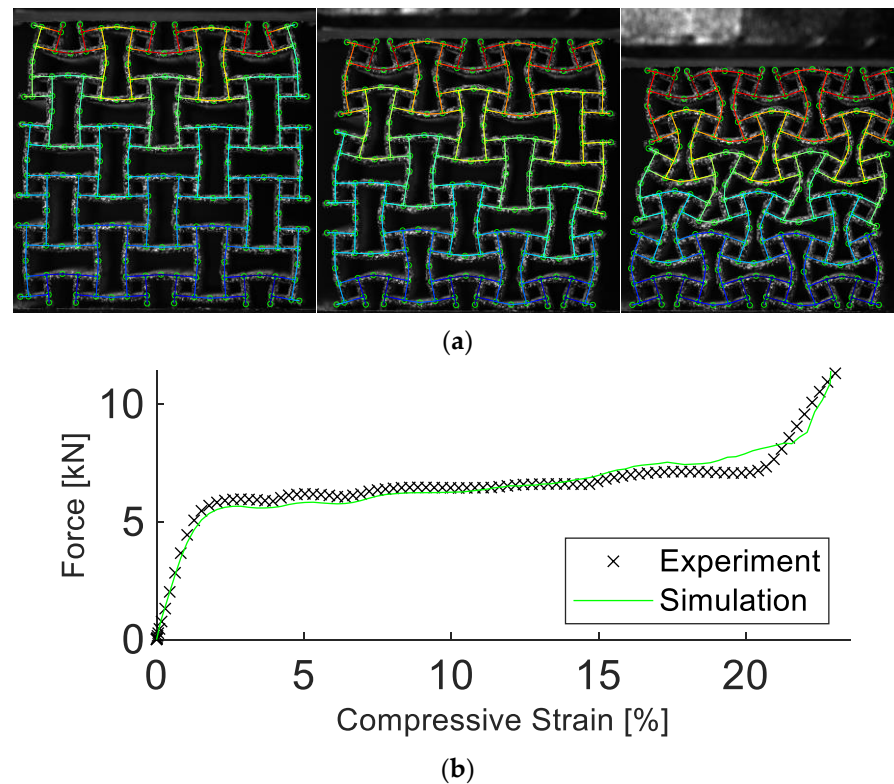 (a)
10
5
0
Force [kN]
Experiment
Simulation
0 5 10 15 20
Compressive Strain [%]
(b)